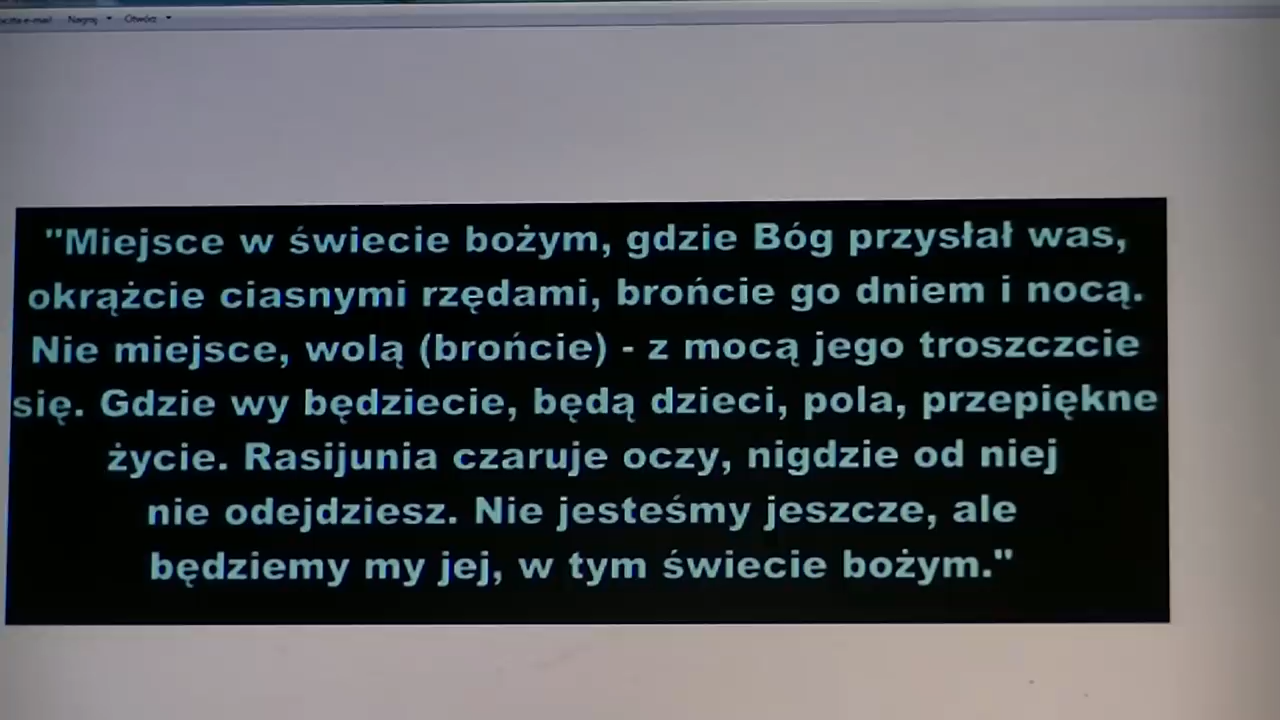 Nagraj
Otwórz
"Miejsce w świecie bożym, gdzie Bóg przysłał was,
okrążcie ciasnymi rzędami, brońcie go dniem i nocą.
Nie miejsce, wolą (brońcie) - z mocą jego troszczcie
się. Gdzie wy będziecie, będą dzieci, pola, przepiękne
życie. Rasijunia czaruje oczy, nigdzie od niej
nie odejdziesz. Nie jesteśmy jeszcze, ale
będziemy my jej, w tym świecie bożym."